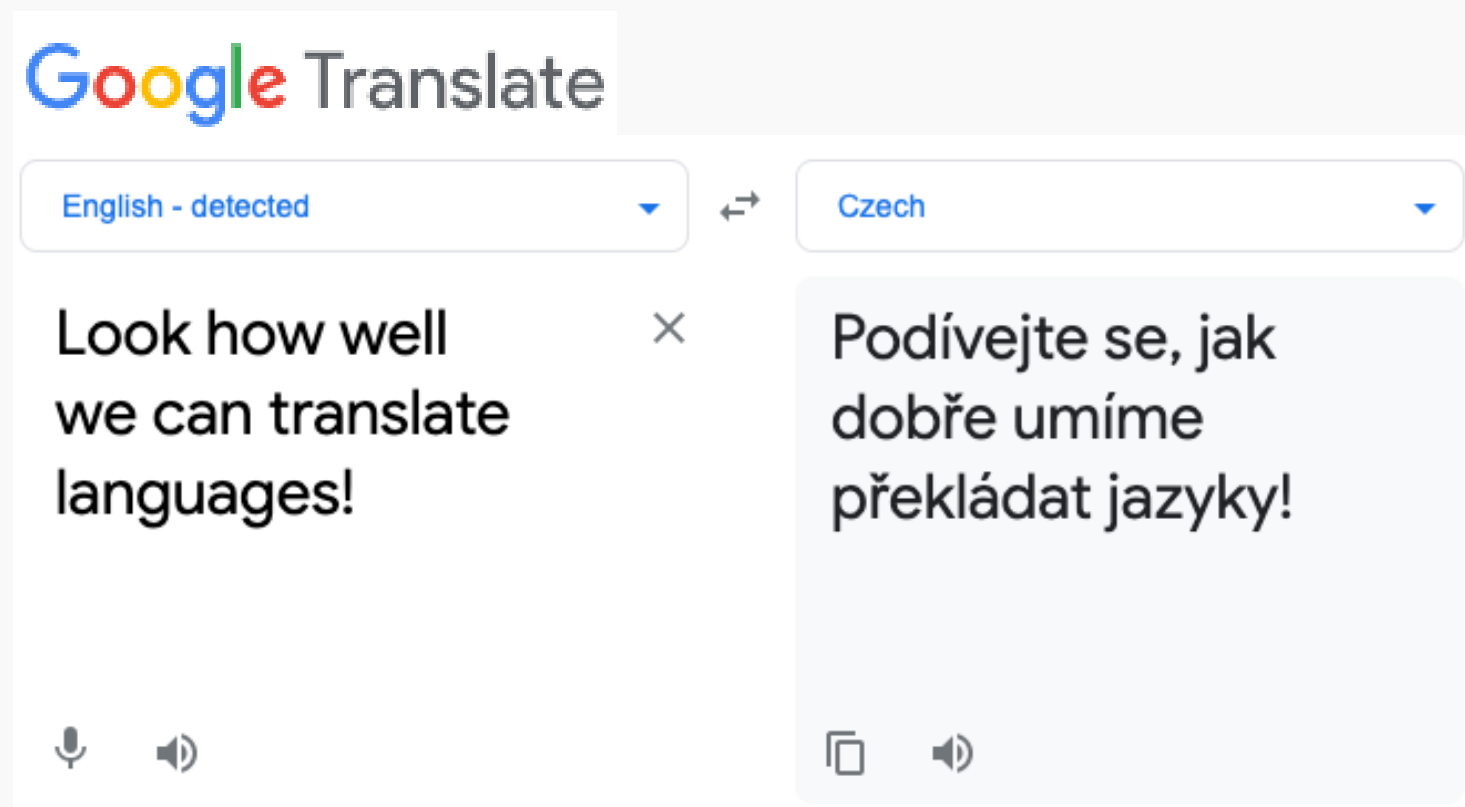 Google Translate
English - detected
Czech
Look how well
we can translate
languages!
Podívejte se, jak
dobře umíme
překládat jazyky!